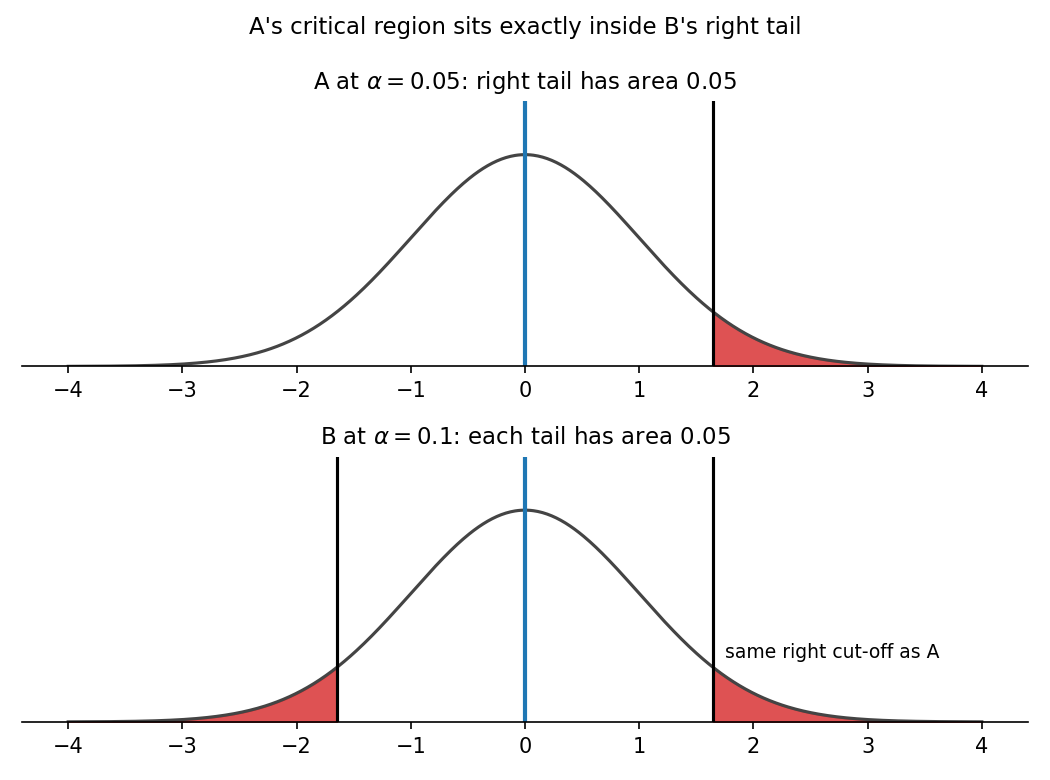 A's critical region sits exactly inside B's right tail
A at α = 0.05: right tail has area 0.05
−4 −3 −2 −1 0 1 2 3 4
B at α = 0.1: each tail has area 0.05
same right cut-off as A
−4 −3 −2 −1 0 1 2 3 4